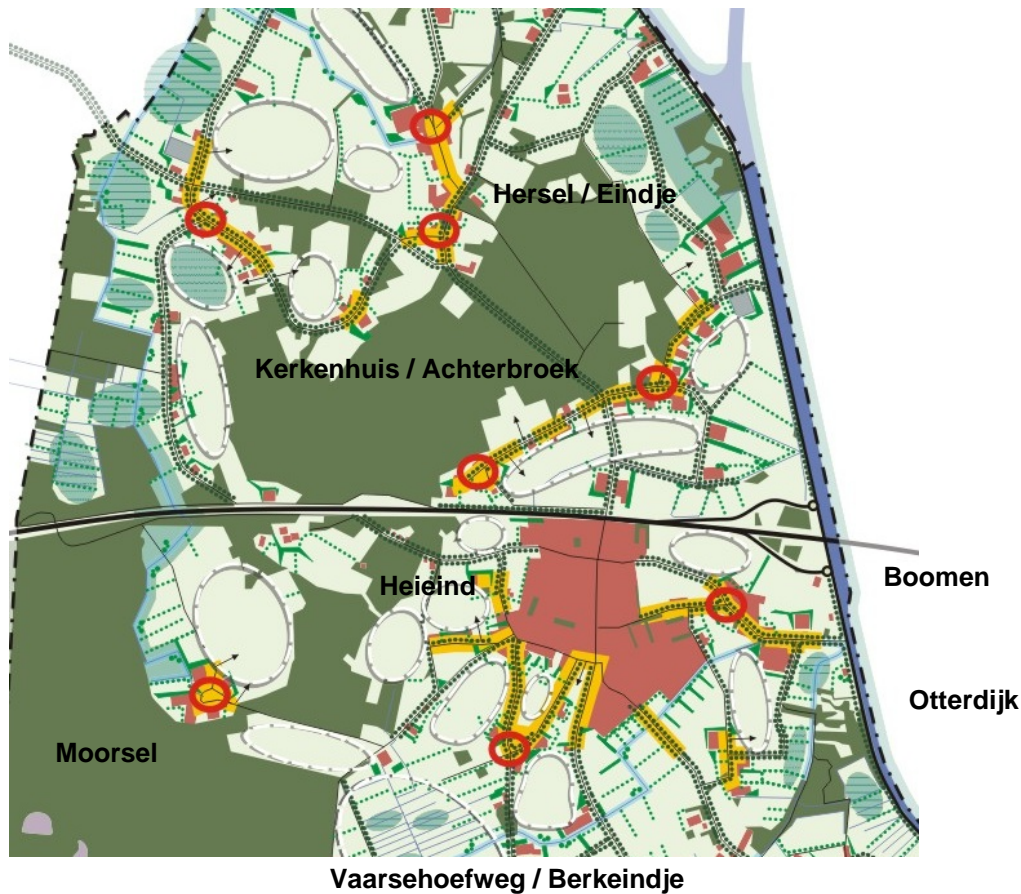 Hersel / Eindje
Kerkenhuis / Achterbroek
Boomen
Heieind
Otterdijk
Moorsel
Vaarsehoefweg / Berkeindje